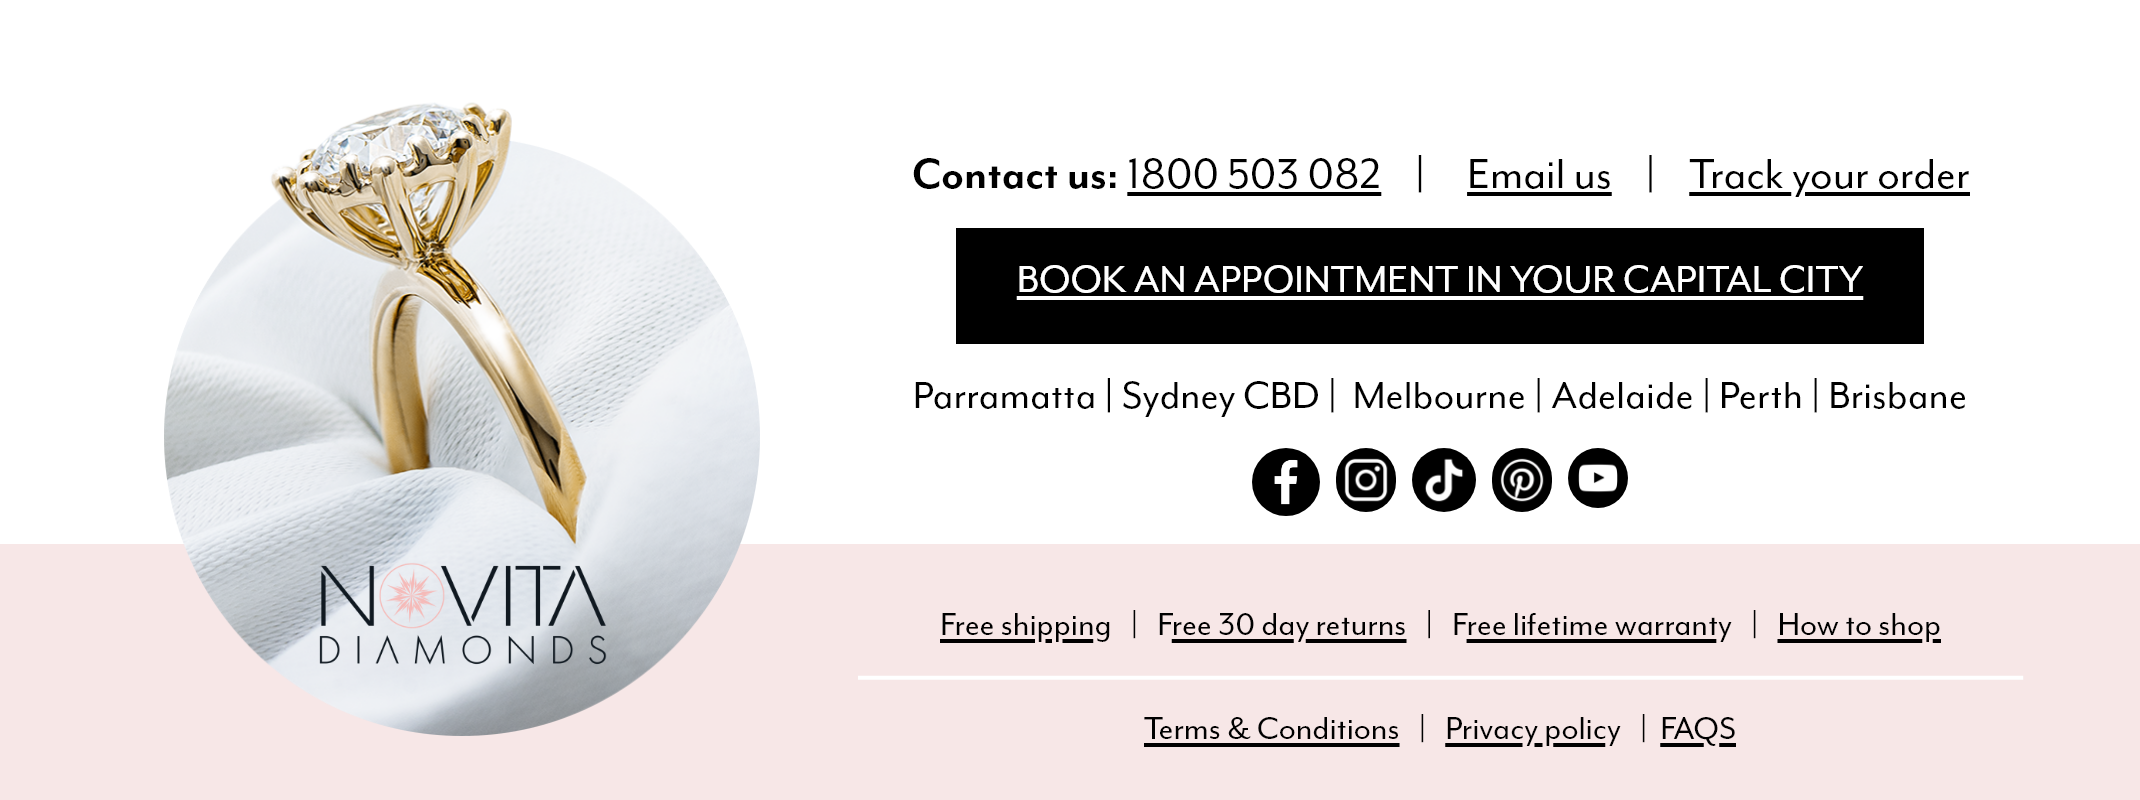 Contact us: 1800 503 082 | Email us | Track your order
BOOK AN APPOINTMENT IN YOUR CAPITAL CITY
Parramatta | Sydney CBD | Melbourne | Adelaide | Perth | Brisbane
NOVITA
DIAMONDS
Free shipping | Free 30 day returns | Free lifetime warranty | How to shop
Terms & Conditions | Privacy policy | FAQS